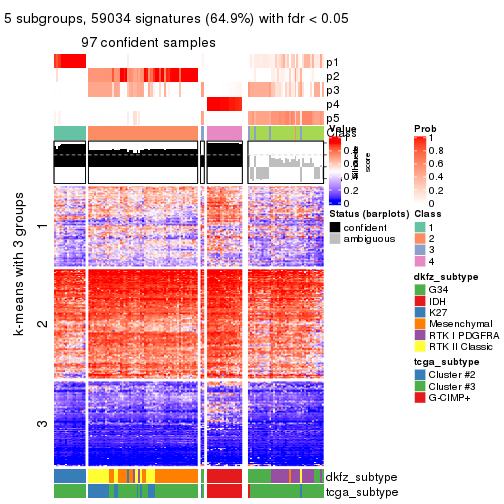 5 subgroups, 59034 signatures (64.9%) with fdr < 0.05
97 confident samples
p1
p2
p3
p4
p5
Class
k-means with 3 groups
1
2
3
dkfz_subtype
tcga_subtype
Value
1
0.8
0.6
0.4
0.2
0
score
Status (barplots)
confident
ambiguous
Prob
1
0.8
0.6
0.4
0.2
0
Class
1
2
3
4
dkfz_subtype
G34
IDH
K27
Mesenchymal
RTK I PDGFRA
RTK II Classic
tcga_subtype
Cluster #2
Cluster #3
G-CIMP+